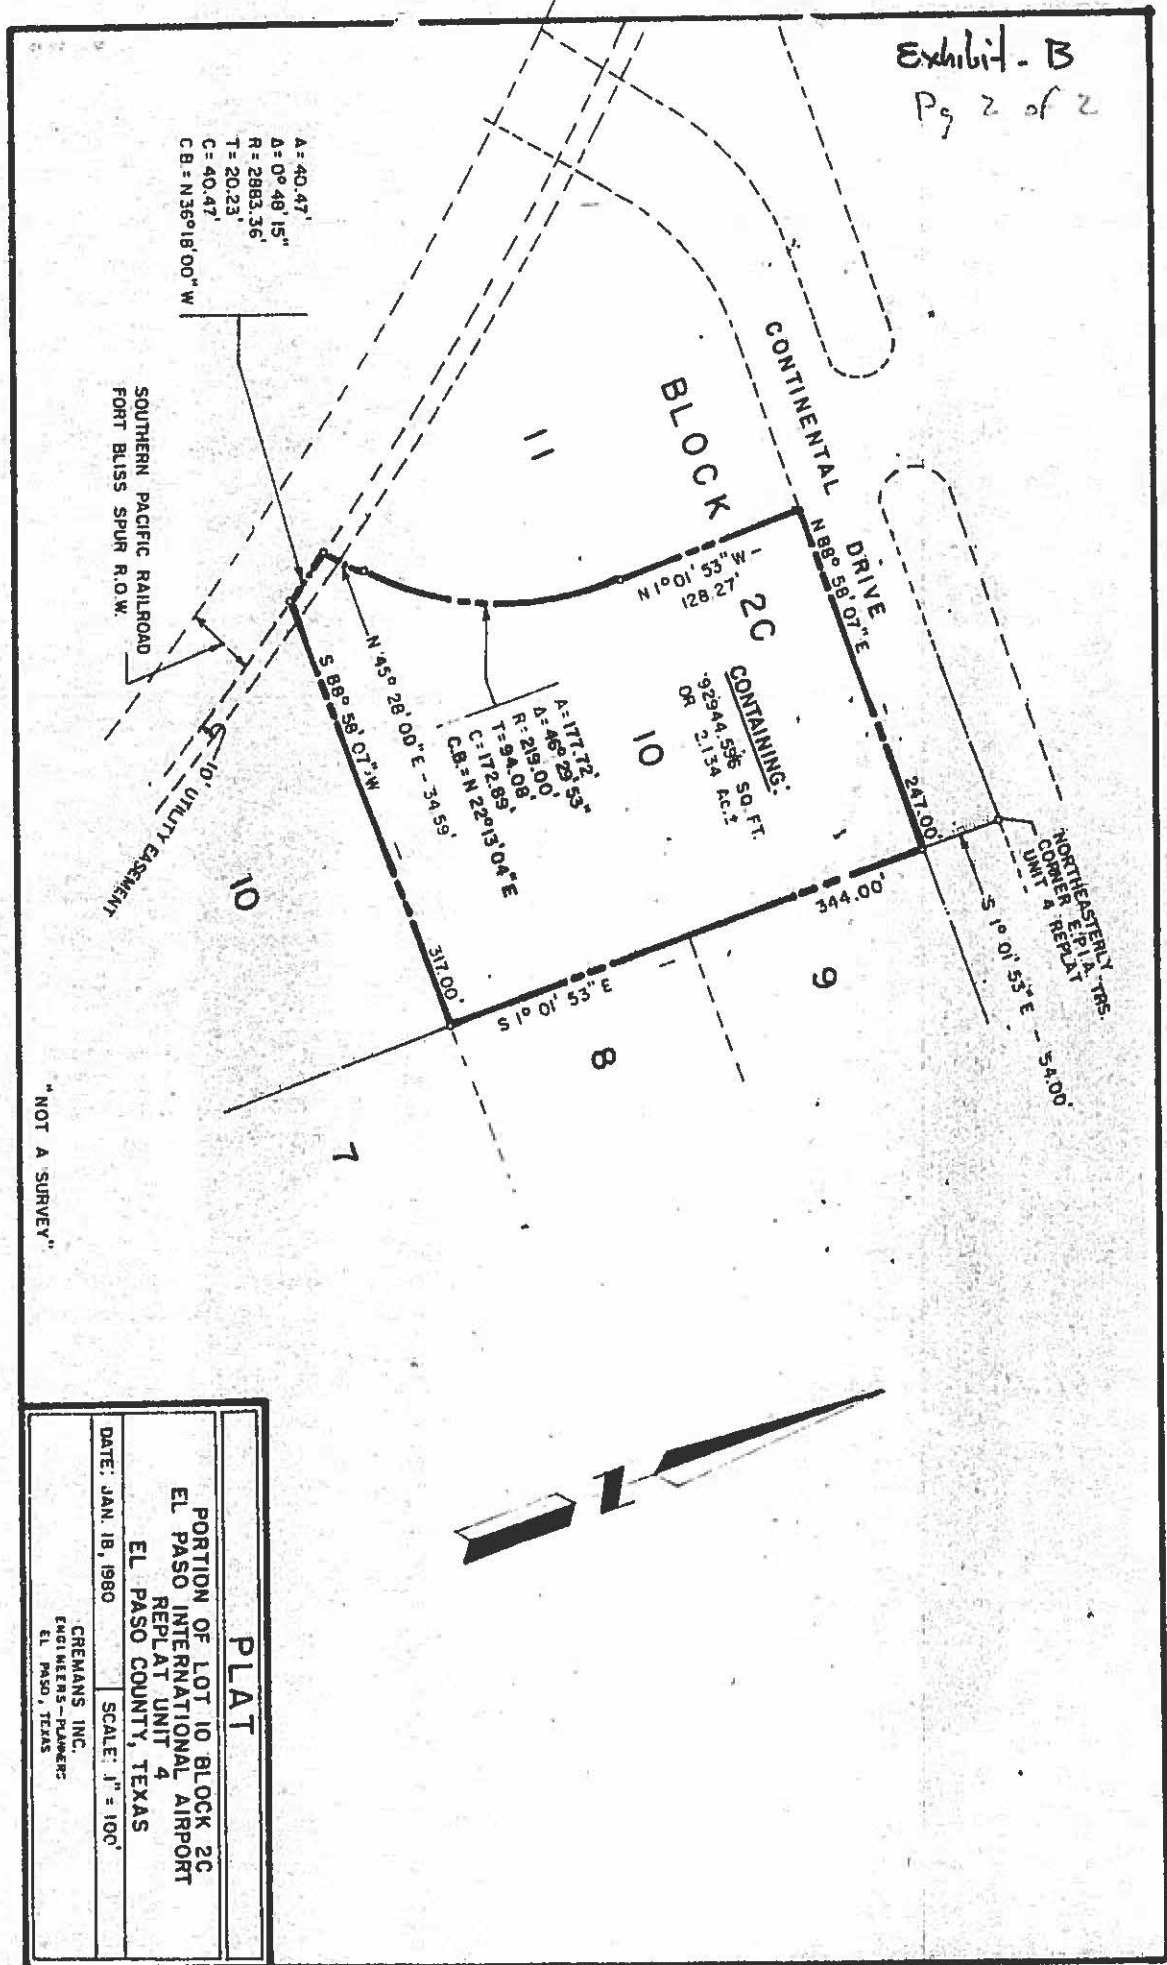 Exhibit - B
Pg 2 of 2
A = 40.47'
Δ = 0° 48' 15"
R = 2883.36'
T = 20.23'
C = 40.47'
C.B. = N 36° 18' 00" W
SOUTHERN PACIFIC RAILROAD
FORT BLISS SPUR R.O.W.
10' UTILITY EASEMENT
CONTINENTAL DRIVE
BLOCK 2C
11
10
N 1° 01' 53" W -
128.27'
N 88° 58' 07" E
247.00'
CONTAINING:
92944.596 SQ. FT.
OR 2.134 AC.±
A = 177.72'
Δ = 46° 29' 53"
R = 219.00'
T = 94.08'
C = 172.89'
C.B. = N 22° 13' 04" E
N 45° 28' 00" E - 34.59'
S 88° 58' 07" W
317.00'
344.00'
S 1° 01' 53" E
NORTHEASTERLY
CORNER E.P.I.A. TRS.
UNIT 4 REPLAT
S 1° 01' 53" E - 54.00'
9
8
7
10
N
"NOT A SURVEY"
PLAT
PORTION OF LOT 10 BLOCK 2C
EL PASO INTERNATIONAL AIRPORT
REPLAT UNIT 4
EL PASO COUNTY, TEXAS
DATE: JAN. 18, 1980
SCALE: 1" = 100'
CREMANS INC.
ENGINEERS - PLANNERS
EL PASO, TEXAS